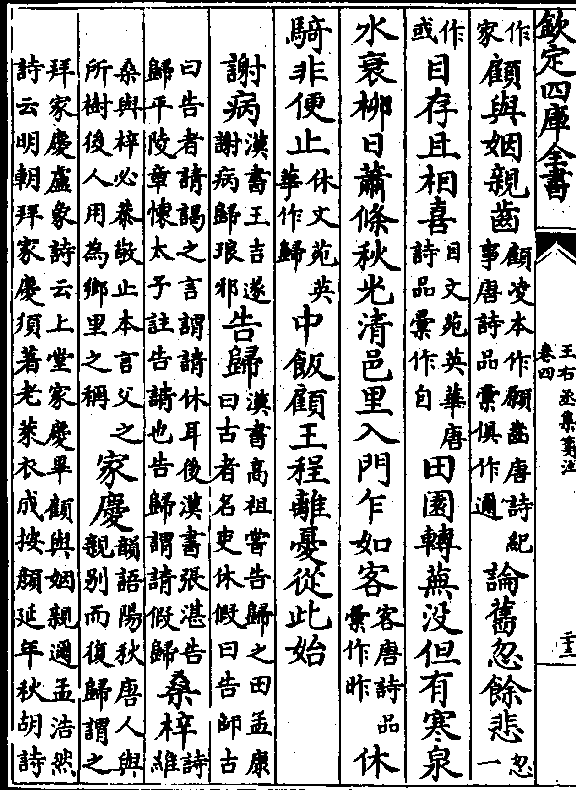 欽定四庫全書
王右丞集箋注
卷四
作家顧與姻親齒顧凌本作願齒唐詩紀事唐詩品彙俱作邇論舊忽餘悲忽一
作或目存且相喜目文苑英華唐詩品彙作自田園轉蕪没但有寒泉
水衰柳日蕭條秋光清邑里入門乍如客客唐詩品彙作昨休
騎非便止休文苑英華作歸中飯顧王程離憂從此始
謝病漢書王吉遂謝病歸琅邪告歸漢書高祖嘗告歸之田孟康曰古者名吏休假曰告師古
曰告者請謁之言謂請休耳後漢書張湛告歸平陵章懷太子註告請也告歸謂請假歸桑梓詩維
桑與梓必恭敬止本言父之所樹後人用為鄉里之稱家慶韻語陽秋唐人與親别而復歸謂之
拜家慶盧象詩云上堂家慶畢顧與姻親邇孟浩然詩云明朝拜家慶須著老萊衣成按顏延年秋胡詩